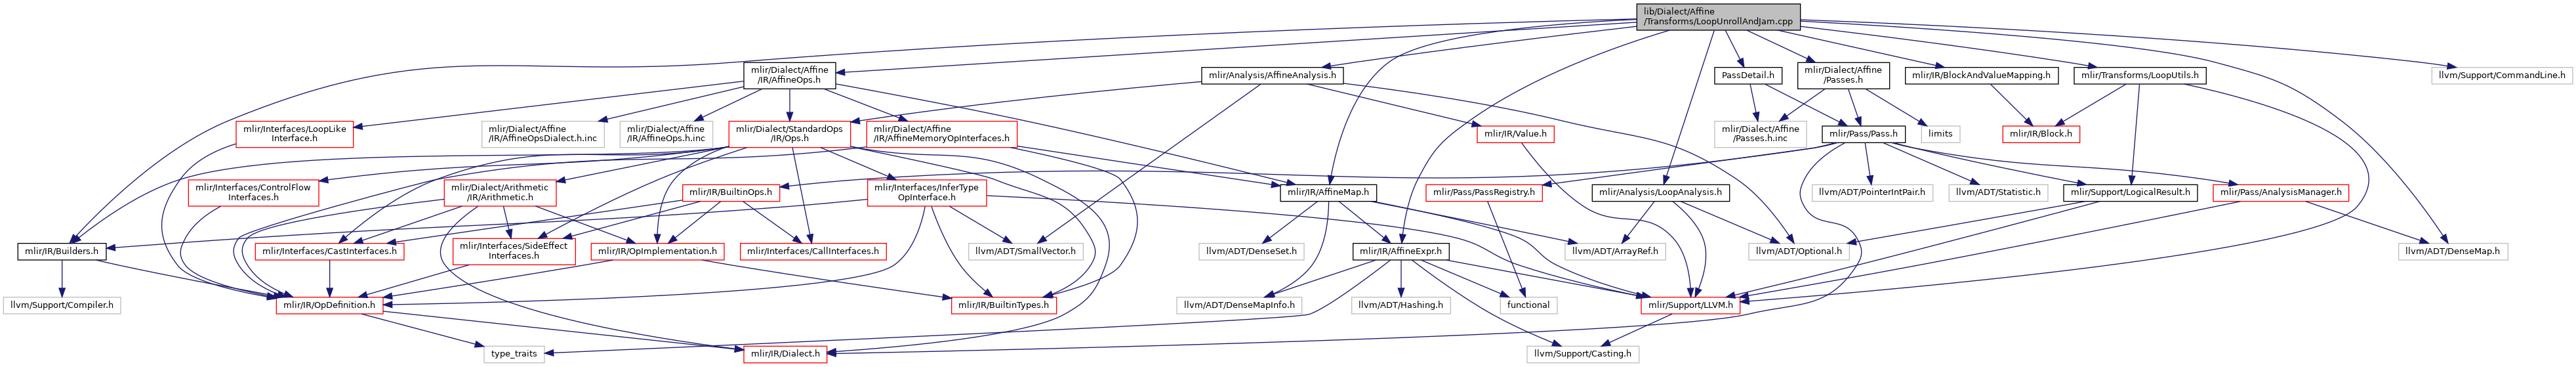 lib/Dialect/Affine
/Transforms/LoopUnrollAndJam.cpp
mlir/Dialect/Affine
/IR/AffineOps.h
mlir/Analysis/AffineAnalysis.h
PassDetail.h
mlir/Dialect/Affine
/Passes.h
mlir/IR/BlockAndValueMapping.h
mlir/Transforms/LoopUtils.h
llvm/Support/CommandLine.h
mlir/Interfaces/LoopLike
Interface.h
mlir/Dialect/Affine
/IR/AffineOpsDialect.h.inc
mlir/Dialect/Affine
/IR/AffineOps.h.inc
mlir/Dialect/StandardOps
/IR/Ops.h
mlir/Dialect/Affine
/IR/AffineMemoryOpInterfaces.h
mlir/IR/Value.h
mlir/Dialect/Affine
/Passes.h.inc
mlir/Pass/Pass.h
limits
mlir/IR/Block.h
mlir/Interfaces/ControlFlow
Interfaces.h
mlir/Dialect/Arithmetic
/IR/Arithmetic.h
mlir/IR/BuiltinOps.h
mlir/Interfaces/InferType
OpInterface.h
mlir/IR/AffineMap.h
mlir/Pass/PassRegistry.h
mlir/Analysis/LoopAnalysis.h
llvm/ADT/PointerIntPair.h
llvm/ADT/Statistic.h
mlir/Support/LogicalResult.h
mlir/Pass/AnalysisManager.h
mlir/IR/Builders.h
mlir/Interfaces/CastInterfaces.h
mlir/Interfaces/SideEffect
Interfaces.h
mlir/IR/OpImplementation.h
mlir/Interfaces/CallInterfaces.h
llvm/ADT/SmallVector.h
llvm/ADT/DenseSet.h
mlir/IR/AffineExpr.h
llvm/ADT/ArrayRef.h
llvm/ADT/Optional.h
llvm/ADT/DenseMap.h
llvm/Support/Compiler.h
mlir/IR/OpDefinition.h
mlir/IR/BuiltinTypes.h
llvm/ADT/DenseMapInfo.h
llvm/ADT/Hashing.h
functional
mlir/Support/LLVM.h
type_traits
mlir/IR/Dialect.h
llvm/Support/Casting.h